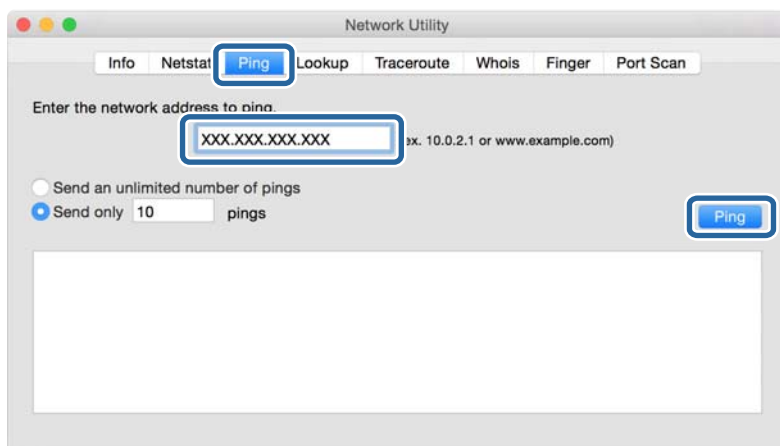 Network Utility
Info Netstat Ping Lookup Traceroute Whois Finger Port Scan
Enter the network address to ping.
XXX.XXX.XXX.XXX ex. 10.0.2.1 or www.example.com)
Send an unlimited number of pings
Send only 10 pings
Ping